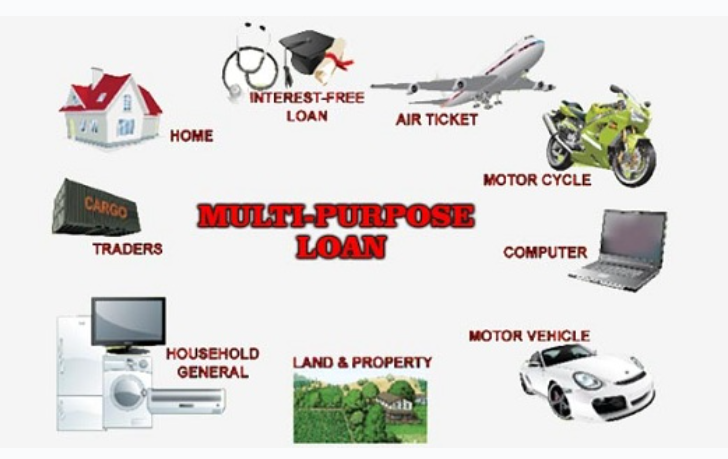 INTEREST-FREE
LOAN
AIR TICKET
HOME
MOTOR CYCLE
CARGO
TRADERS
MULTI-PURPOSE
LOAN
COMPUTER
HOUSEHOLD
GENERAL
LAND & PROPERTY
MOTOR VEHICLE